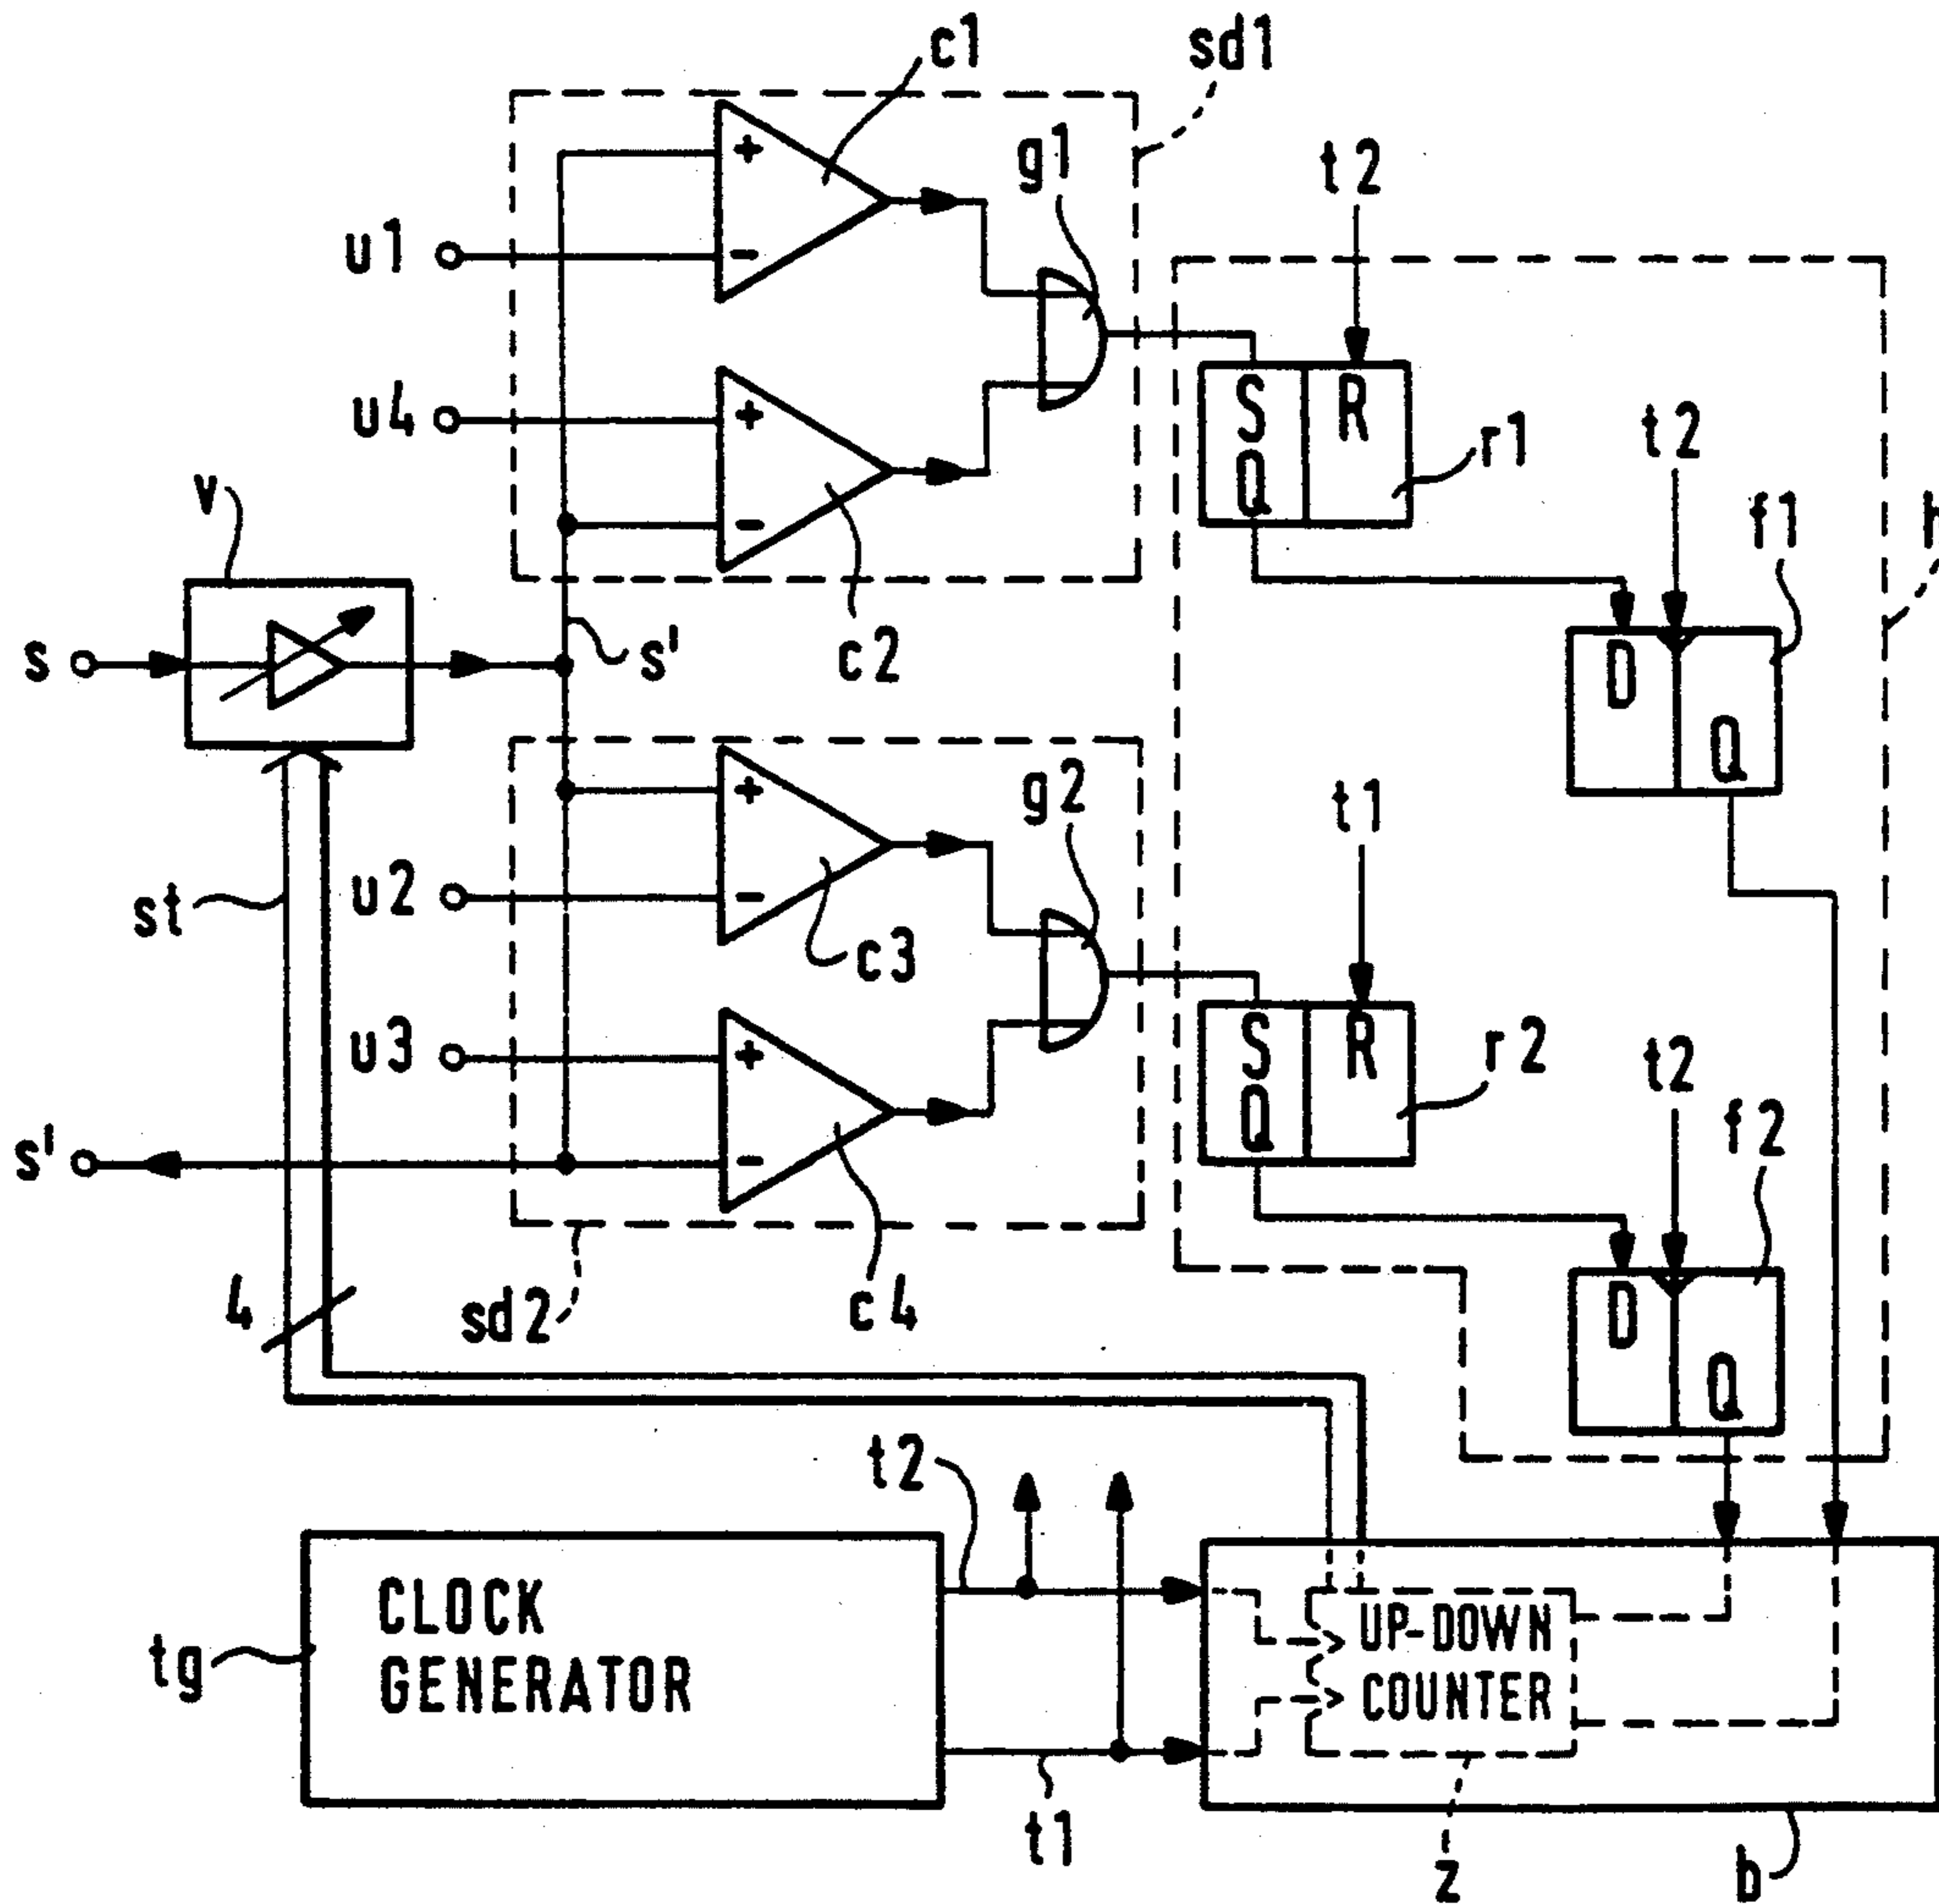 c1
sd1
+
g1
t2
u1
-
u4
+
S
R
Q
r1
t2
v
-
f1
h
s
s'
c2
D
Q
+
g2
t1
st
u2
-
c3
u3
+
S
R
Q
r2
t2
s'
-
f2
4
sd2
c4
D
Q
t2
CLOCK
GENERATOR
UP-DOWN
COUNTER
tg
t1
z
b